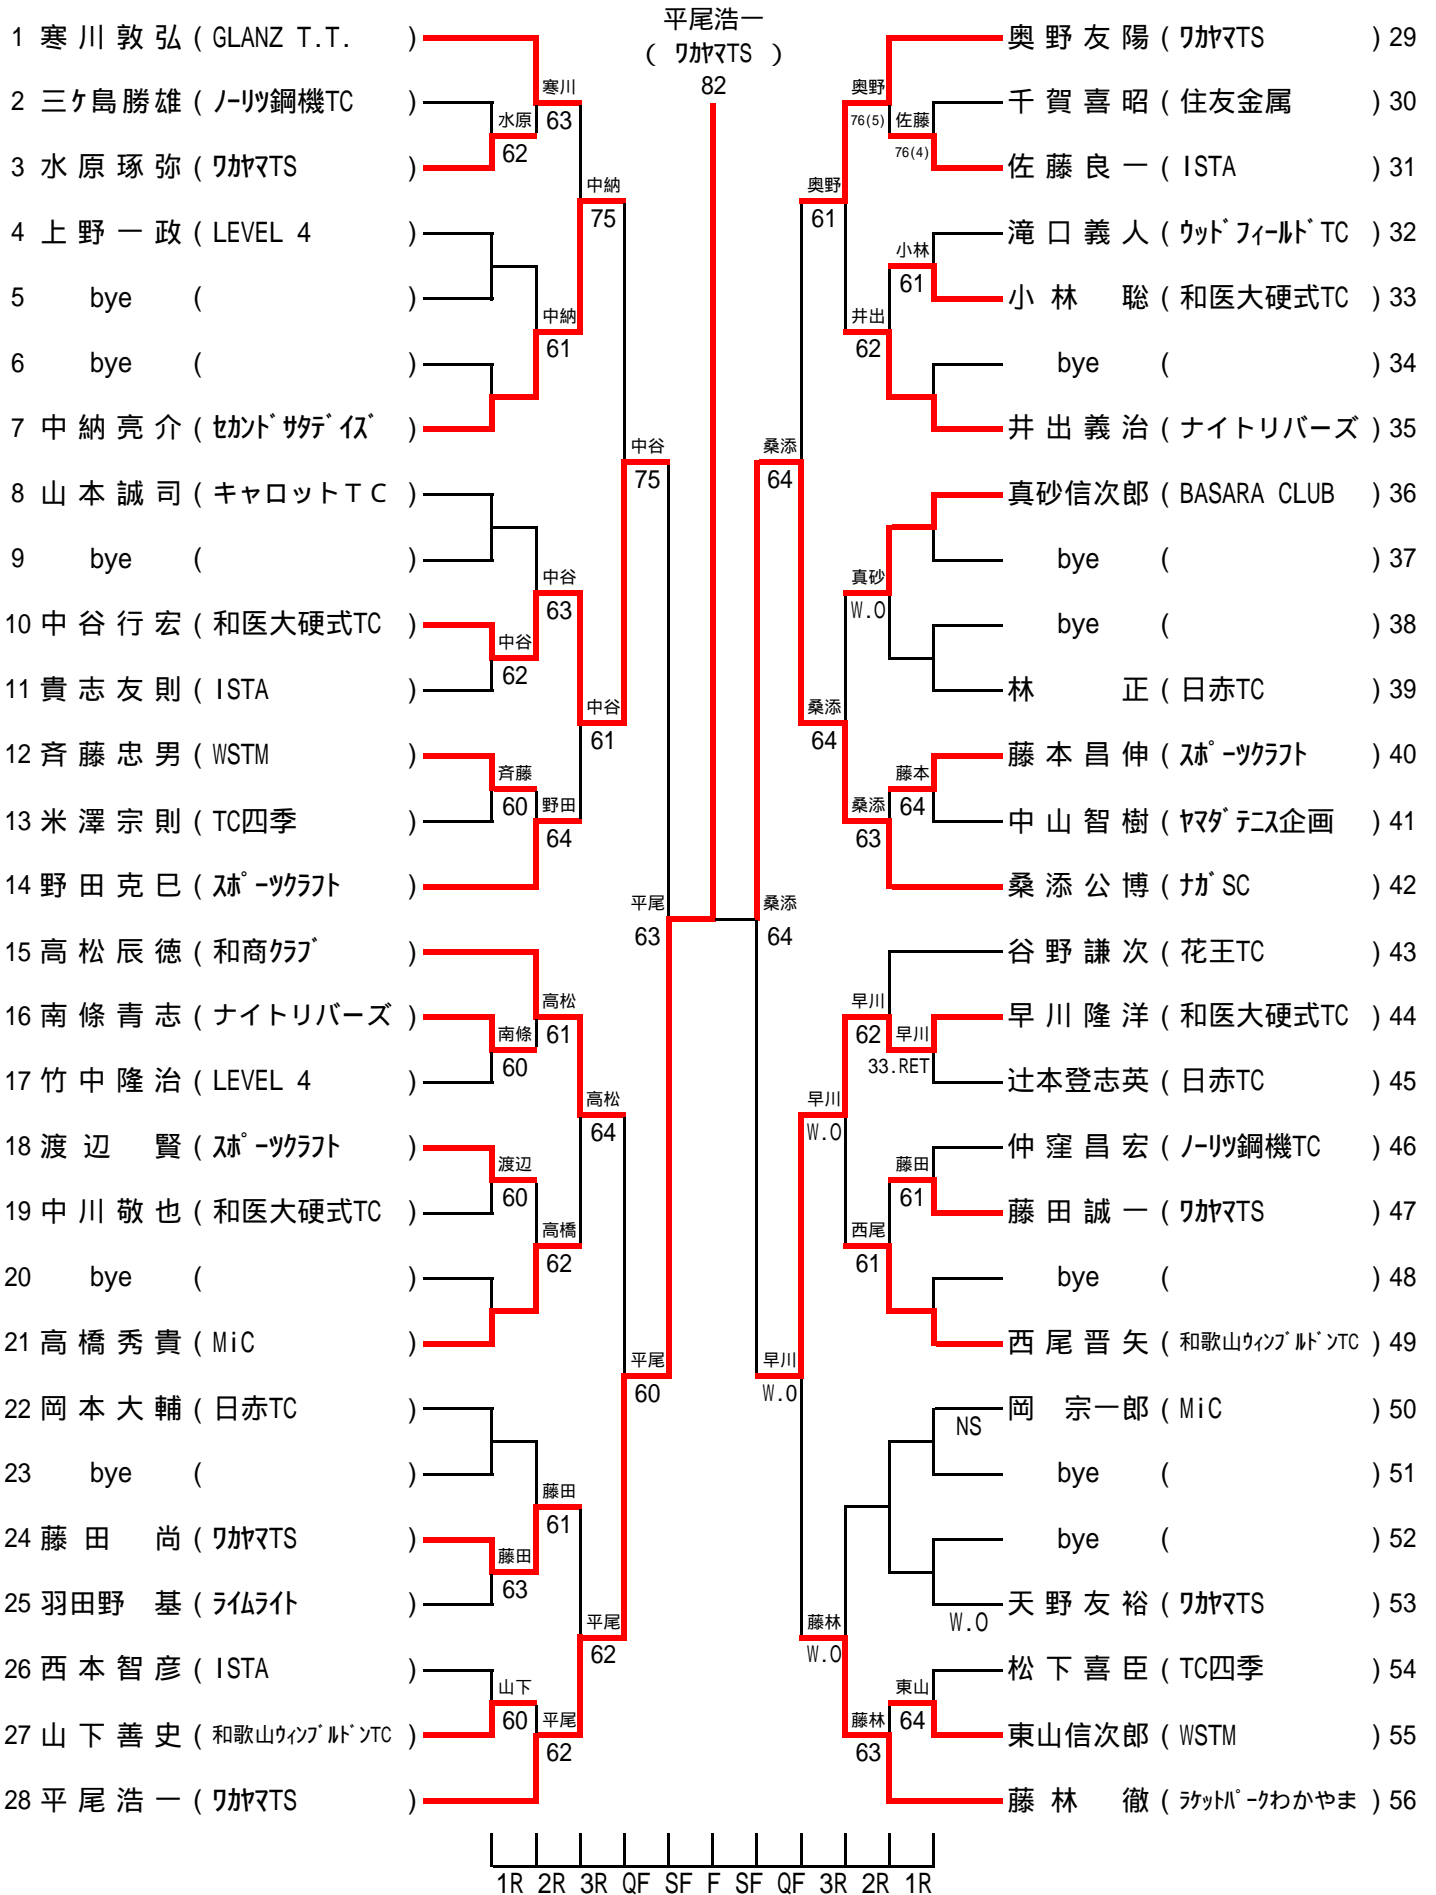 平尾浩一
( ﾜｶﾔﾏTS )
82
1 寒川敦弘 ( GLANZ T.T. )
2 三ケ島勝雄 ( ﾉｰﾘﾂ鋼機TC )
3 水原琢弥 ( ﾜｶﾔﾏTS )
4 上野一政 ( LEVEL 4 )
5 bye ( )
6 bye ( )
7 中納亮介 ( ｾｶﾝﾄﾞｻﾀﾃﾞｲｽﾞ )
8 山本誠司 ( キャロットＴＣ )
9 bye ( )
10 中谷行宏 ( 和医大硬式TC )
11 貴志友則 ( ISTA )
12 斉藤忠男 ( WSTM )
13 米澤宗則 ( TC四季 )
14 野田克巳 ( ｽﾎﾟｰﾂｸﾗﾌﾄ )
15 高松辰徳 ( 和商ｸﾗﾌﾞ )
16 南條青志 ( ナイトリバーズ )
17 竹中隆治 ( LEVEL 4 )
18 渡辺　賢 ( ｽﾎﾟｰﾂｸﾗﾌﾄ )
19 中川敬也 ( 和医大硬式TC )
20 bye ( )
21 高橋秀貴 ( MiC )
22 岡本大輔 ( 日赤TC )
23 bye ( )
24 藤田　尚 ( ﾜｶﾔﾏTS )
25 羽田野　基 ( ﾗｲﾑﾗｲﾄ )
26 西本智彦 ( ISTA )
27 山下善史 ( 和歌山ｳｨﾝﾌﾞﾙﾄﾞﾝTC )
28 平尾浩一 ( ﾜｶﾔﾏTS )
水原
62
中谷
62
斉藤
60
南條
60
渡辺
60
藤田
63
山下
60
寒川
63
中納
61
中谷
63
野田
64
高松
61
高橋
62
藤田
61
平尾
62
中納
75
中谷
61
高松
64
平尾
62
中谷
75
平尾
60
平尾
63
桑添
64
桑添
64
早川
W.O
奥野
61
桑添
64
早川
W.O
藤林
W.O
奥野
76(5)
井出
62
真砂
W.O
桑添
63
早川
62
西尾
61
藤林
63
佐藤
76(4)
小林
61
藤本
64
早川
33.RET
藤田
61
NS
W.O
東山
64
奥野友陽 ( ﾜｶﾔﾏTS ) 29
千賀喜昭 ( 住友金属 ) 30
佐藤良一 ( ISTA ) 31
滝口義人 ( ｳｯﾄﾞﾌｨｰﾙﾄﾞTC ) 32
小林　聡 ( 和医大硬式TC ) 33
bye ( ) 34
井出義治 ( ナイトリバーズ ) 35
真砂信次郎 ( BASARA CLUB ) 36
bye ( ) 37
bye ( ) 38
林　正 ( 日赤TC ) 39
藤本昌伸 ( ｽﾎﾟｰﾂｸﾗﾌﾄ ) 40
中山智樹 ( ﾔﾏﾀﾞﾃﾆｽ企画 ) 41
桑添公博 ( ﾅｶﾞSC ) 42
谷野謙次 ( 花王TC ) 43
早川隆洋 ( 和医大硬式TC ) 44
辻本登志英 ( 日赤TC ) 45
仲窪昌宏 ( ﾉｰﾘﾂ鋼機TC ) 46
藤田誠一 ( ﾜｶﾔﾏTS ) 47
bye ( ) 48
西尾晋矢 ( 和歌山ｳｨﾝﾌﾞﾙﾄﾞﾝTC ) 49
岡　宗一郎 ( MiC ) 50
bye ( ) 51
bye ( ) 52
天野友裕 ( ﾜｶﾔﾏTS ) 53
松下喜臣 ( TC四季 ) 54
東山信次郎 ( WSTM ) 55
藤林　徹 ( ﾗｹｯﾄﾊﾟｰｸわかやま ) 56
1R 2R 3R QF SF F SF QF 3R 2R 1R